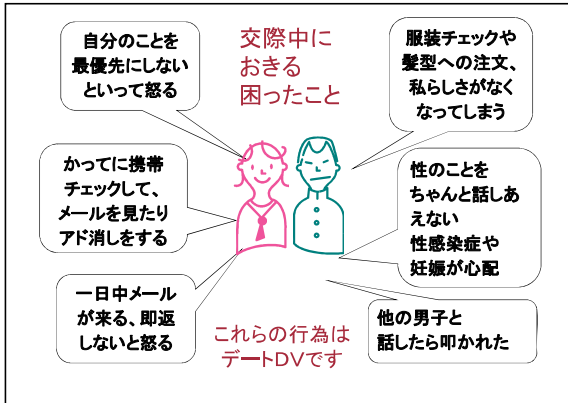 交際中に
おきる
困ったこと
自分のことを
最優先にしない
といって怒る
服装チェックや
髪型への注文、
私らしさがなく
なってしまう
かってに携帯
チェックして、
メールを見たり
アド消しをする
性のことを
ちゃんと話しあ
えない
性感染症や
妊娠が心配
一日中メール
が来る、即返
しないと怒る
他の男子と
話したら叩かれた
これらの行為は
デートDVです